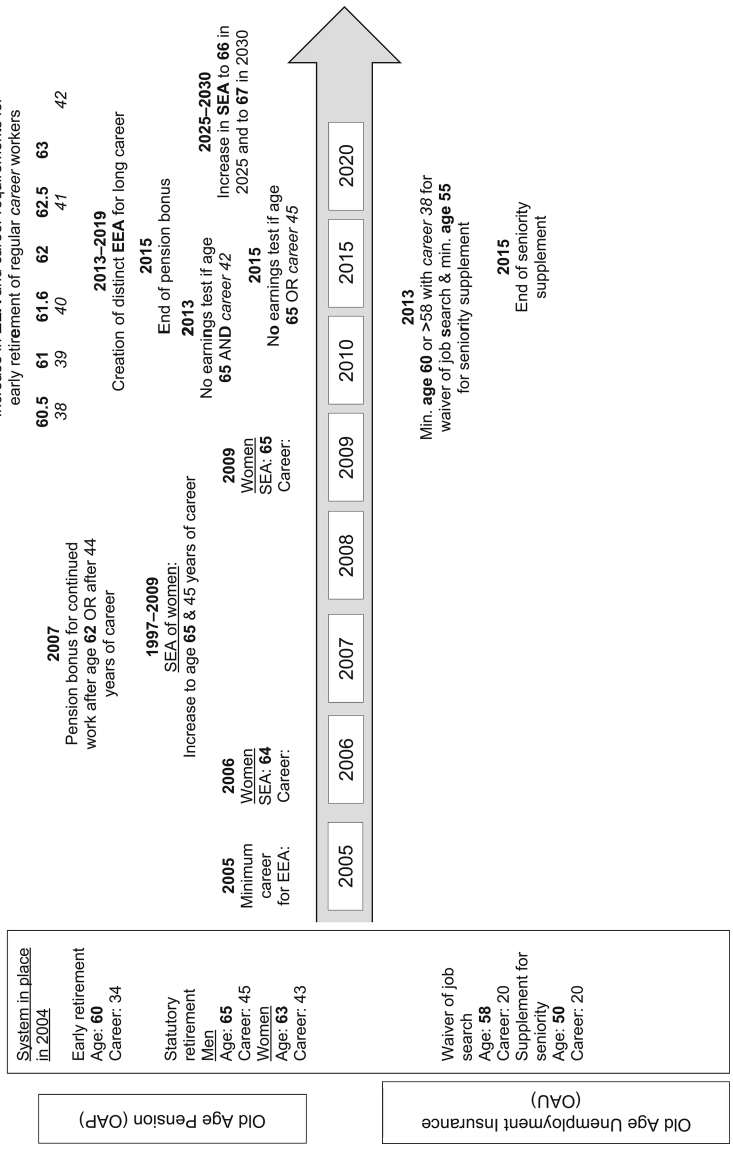 early retirement of regular career workers
60.5 61 61.6 62 62.5 63
38 39 40 41 42
2013–2019
Creation of distinct EEA for long career
2015
End of pension bonus
2013
No earnings test if age
65 AND career 42
2015
No earnings test if age
65 OR career 45
2025–2030
Increase in SEA to 66 in
2025 and to 67 in 2030
2007
Pension bonus for continued
work after age 62 OR after 44
years of career
1997–2009
SEA of women:
Increase to age 65 & 45 years of career
2005
Minimum
career
for EEA:
2006
Women
SEA: 64
Career:
2009
Women
SEA: 65
Career:
2005 2006 2007 2008 2009 2010 2015 2020
2013
Min. age 60 or >58 with career 38 for
waiver of job search & min. age 55
for seniority supplement
2015
End of seniority
supplement
System in place
in 2004
Early retirement
Age: 60
Career: 34
Statutory
retirement
Men
Age: 65
Career: 45
Women
Age: 63
Career: 43
Waiver of job
search
Age: 58
Career: 20
Supplement for
seniority
Age: 50
Career: 20
Old Age Pension (OAP)
Old Age Unemployment Insurance
(OAU)